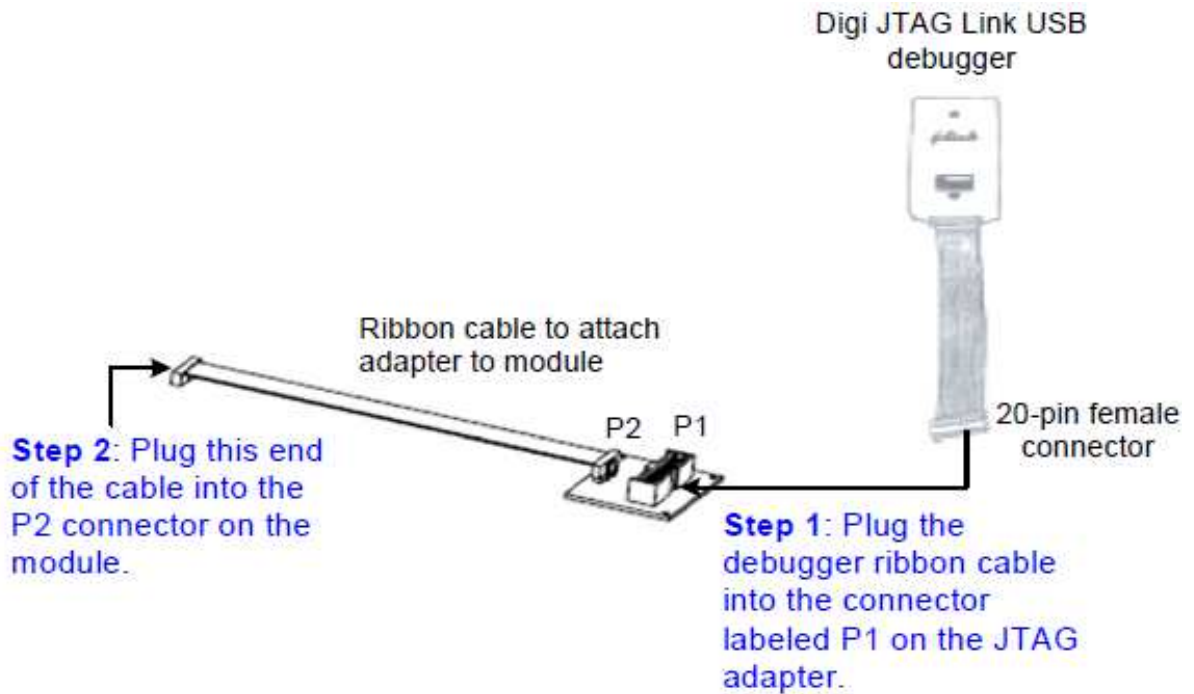 Digi JTAG Link USB
debugger
Ribbon cable to attach
adapter to module
P2 P1
20-pin female
connector
Step 2: Plug this end
of the cable into the
P2 connector on the
module.
Step 1: Plug the
debugger ribbon cable
into the connector
labeled P1 on the JTAG
adapter.